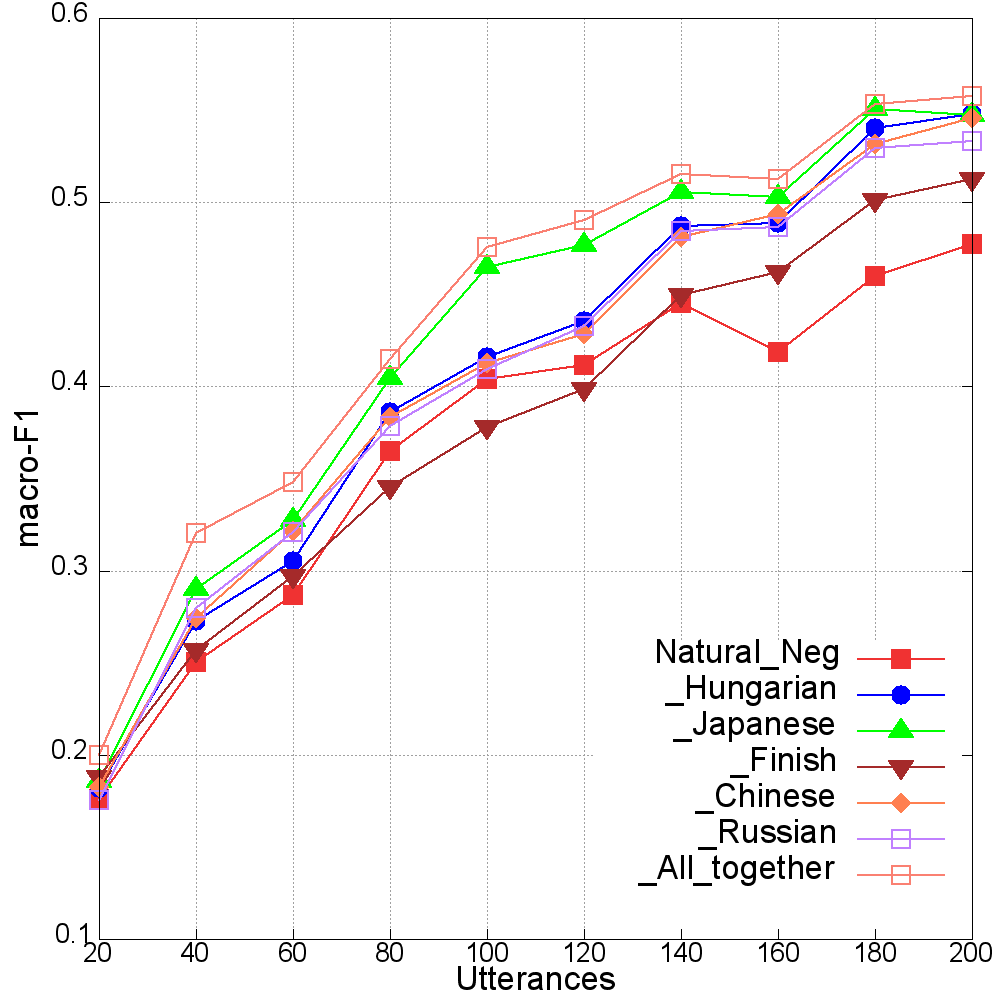 0.6
0.5
0.4
0.3
0.2
0.1
macro-F1
Natural_Neg
_Hungarian
_Japanese
_Finish
_Chinese
_Russian
_All_together
20 40 60 80 100 120 140 160 180 200
Utterances